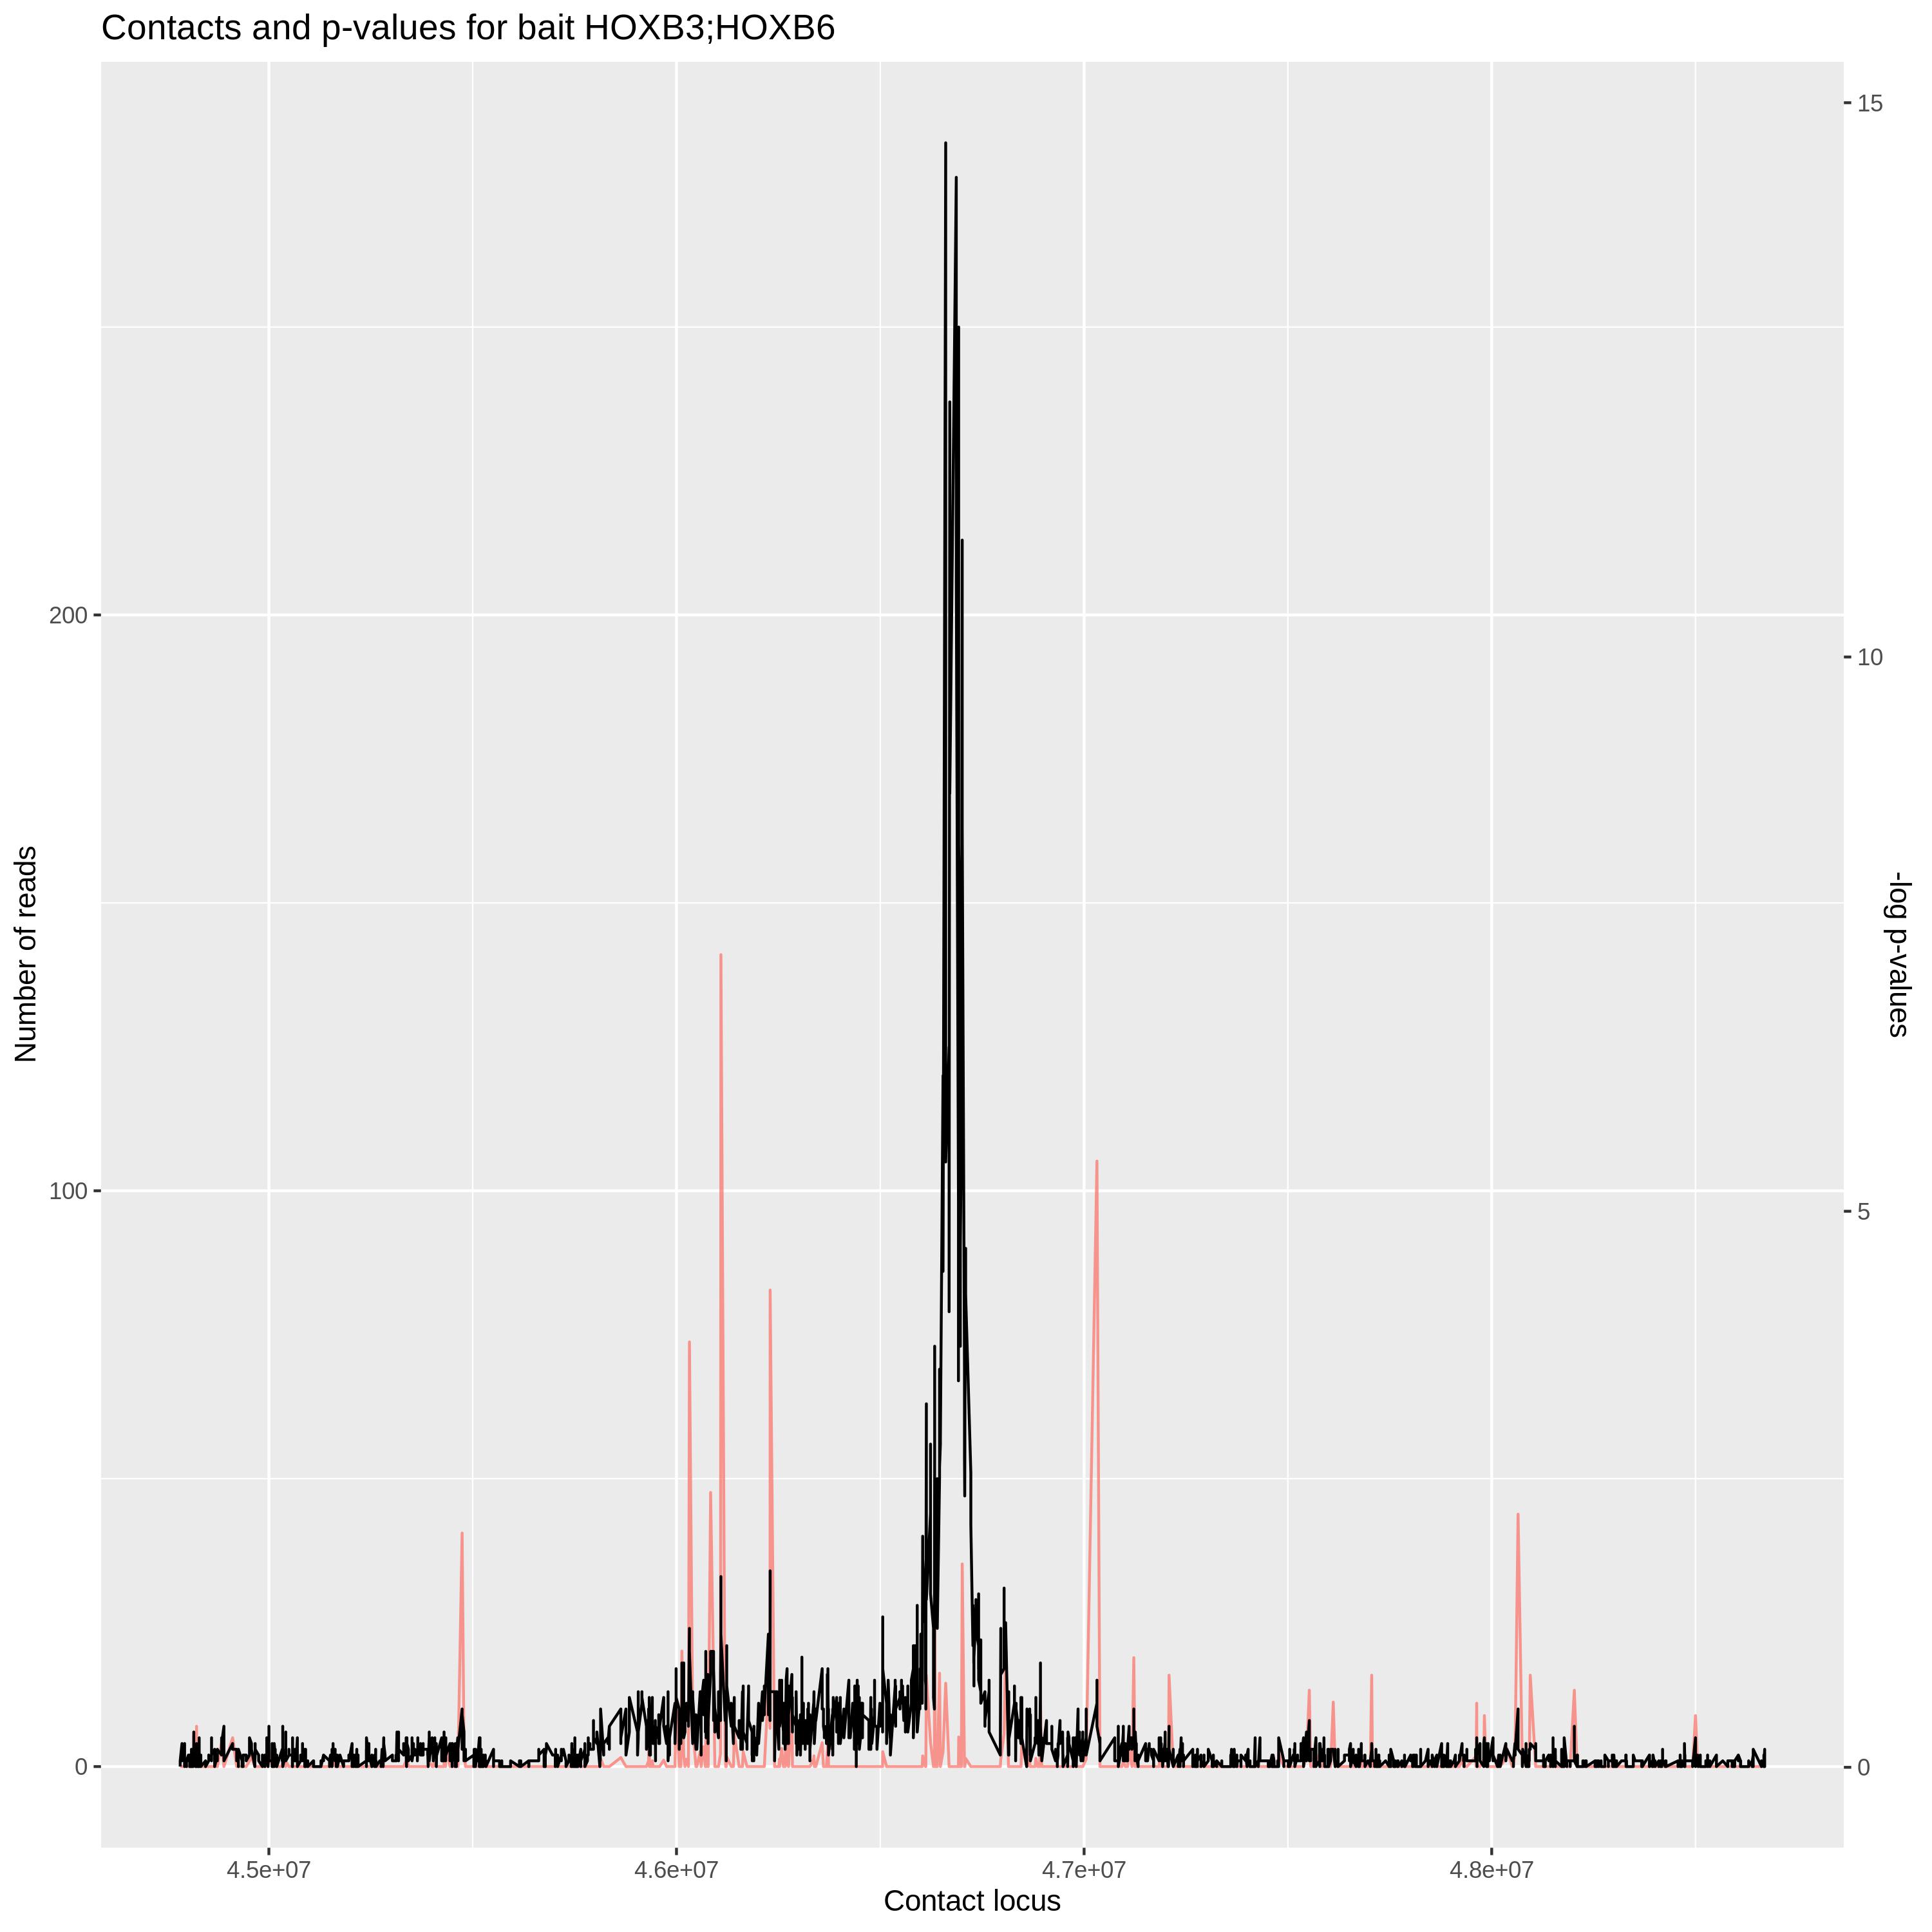 Contacts and p-values for bait HOXB3;HOXB6
Number of reads
200
100
0
15
10
5
0
-log p-values
4.5e+07
4.6e+07
4.7e+07
4.8e+07
Contact locus